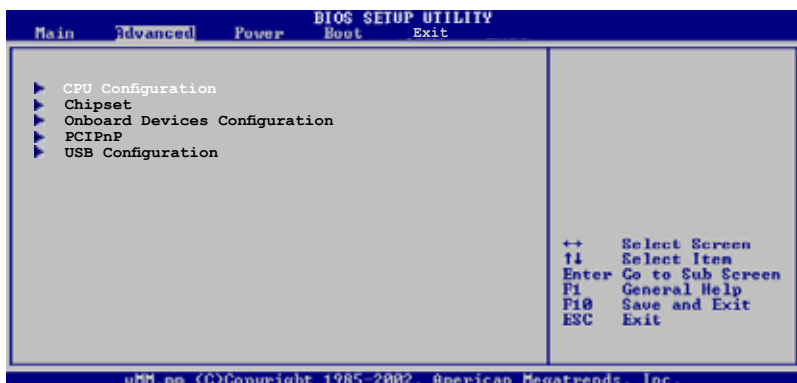 BIOS SETUP UTILITY
Main Advanced Power Boot Exit
CPU Configuration
Chipset
Onboard Devices Configuration
PCIPnP
USB Configuration
↔ Select Screen
↑↓ Select Item
Enter Go to Sub Screen
F1 General Help
F10 Save and Exit
ESC Exit
(C)Copyright 1985-2002, American Megatrends, Inc.